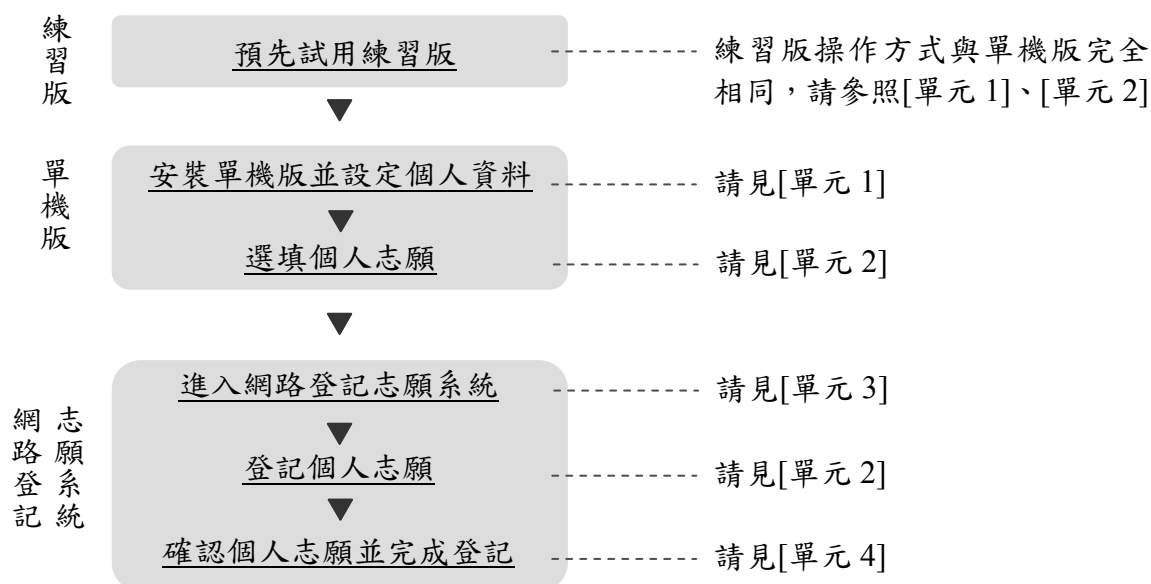 練習版
預先試用練習版
練習版操作方式與單機版完全
相同，請參照[單元 1]、[單元 2]
單機版
安裝單機版並設定個人資料
請見[單元 1]
選填個人志願
請見[單元 2]
網路登記
志願系統
進入網路登記志願系統
請見[單元 3]
登記個人志願
請見[單元 2]
確認個人志願並完成登記
請見[單元 4]